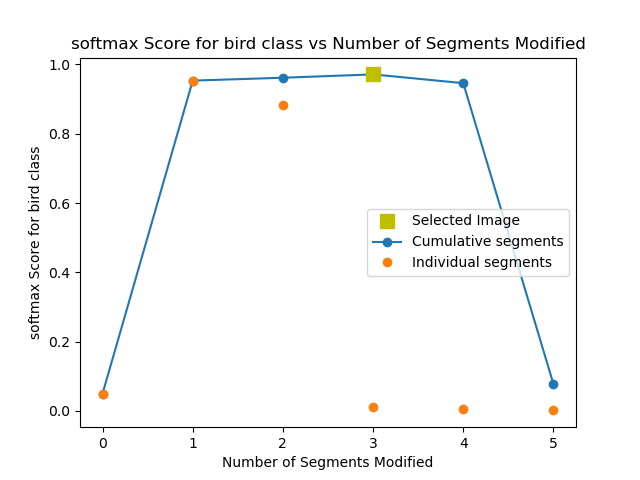 softmax Score for bird class vs Number of Segments Modified
softmax Score for bird class
1.0
0.8
0.6
0.4
0.2
0.0
Selected Image
Cumulative segments
Individual segments
0 1 2 3 4 5
Number of Segments Modified